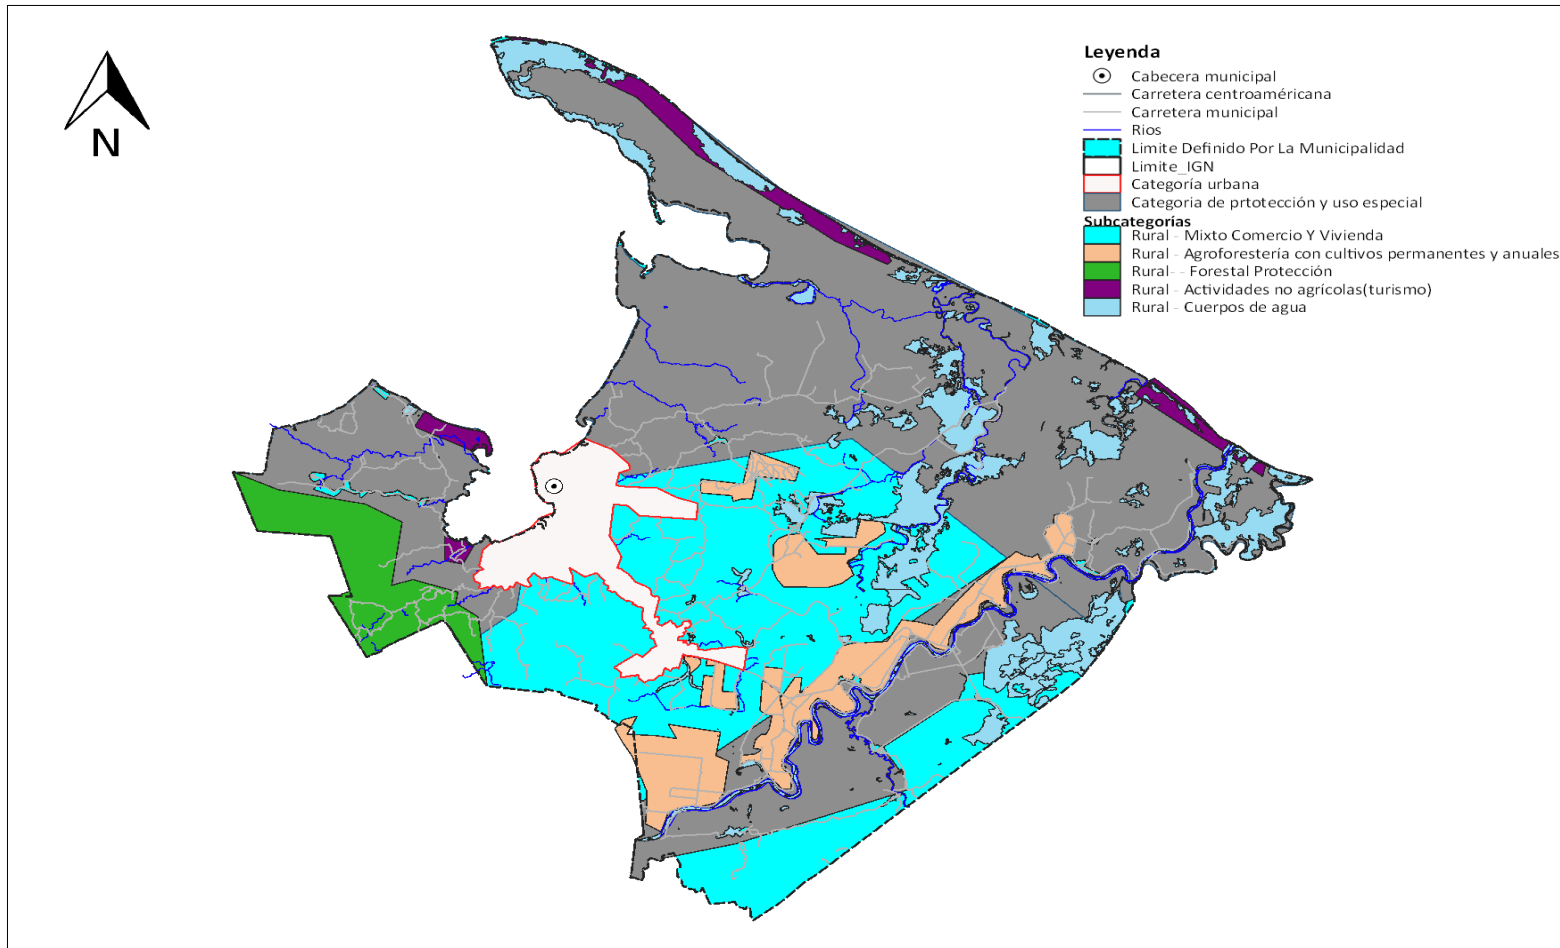 N
Leyenda
Cabecera municipal
Carretera centroaméricana
Carretera municipal
Rios
Limite Definido Por La Municipalidad
Limite_IGN
Categoría urbana
Categoria de prtotección y uso especial
Subcategorías
Rural - Mixto Comercio Y Vivienda
Rural - Agroforestería con cultivos permanentes y anuales
Rural- - Forestal Protección
Rural - Actividades no agrícolas(turismo)
Rural - Cuerpos de agua